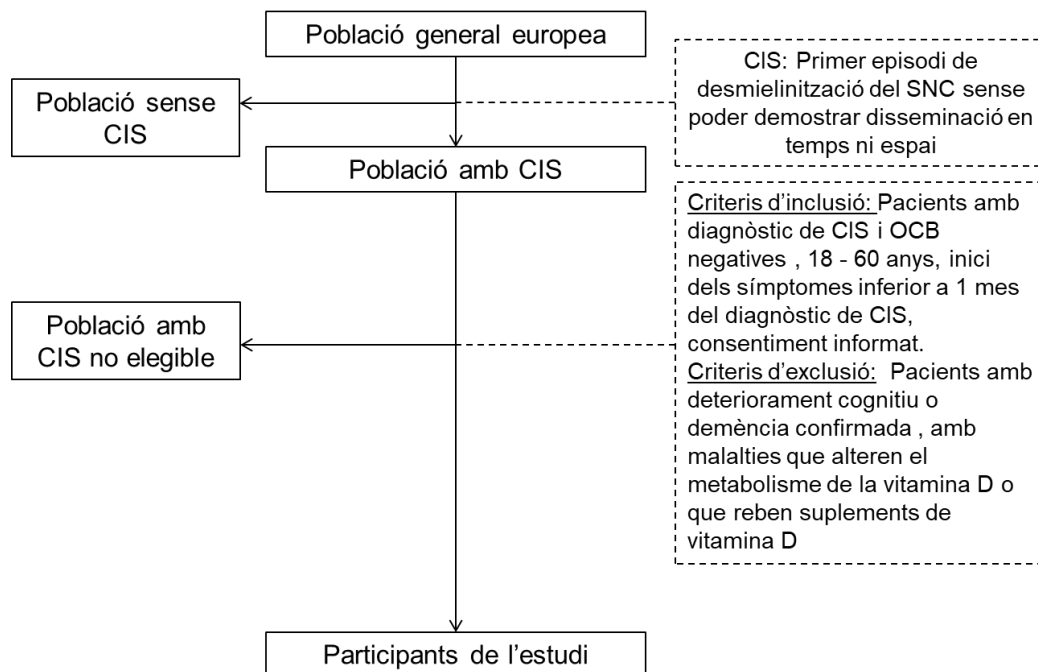 Població general europea
CIS: Primer episodi de
desmielinització del SNC sense
poder demostrar disseminació en
temps ni espai
Població sense
CIS
Població amb CIS
Criteris d'inclusió: Pacients amb
diagnòstic de CIS i OCB
negatives , 18 - 60 anys, inici
dels símptomes inferior a 1 mes
del diagnòstic de CIS,
consentiment informat.
Criteris d'exclusió: Pacients amb
deteriorament cognitiu o
demència confirmada , amb
malalties que alteren el
metabolisme de la vitamina D o
que reben suplements de
vitamina D
Població amb
CIS no elegible
Participants de l'estudi